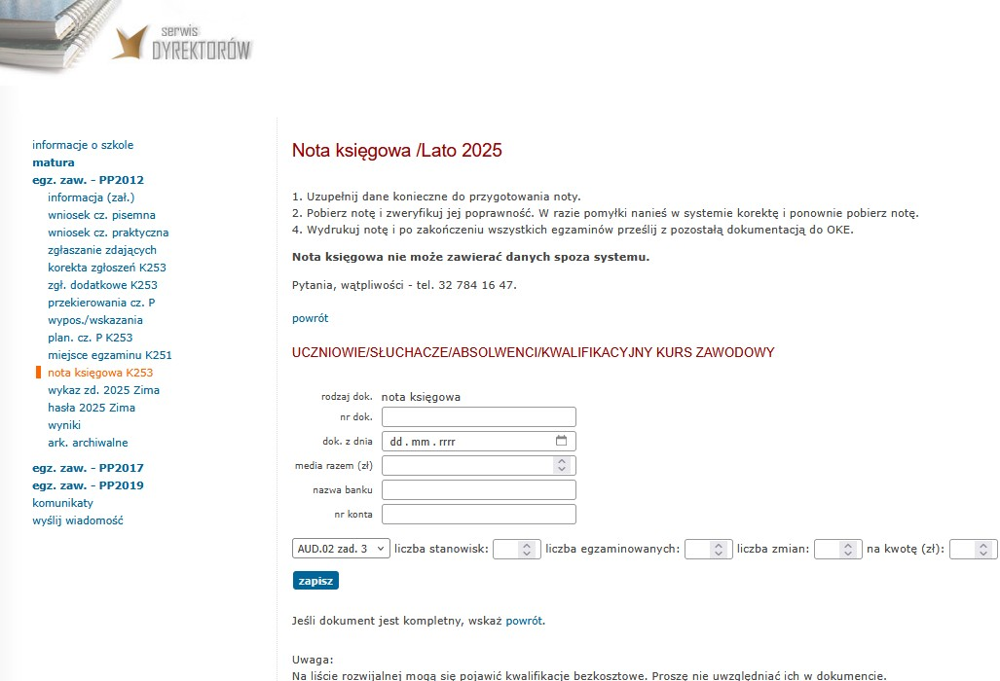 serwis
DYREKTORÓW
informacje o szkole
matura
egz. zaw. - PP2012
informacja (zał.)
wniosek cz. pisemna
wniosek cz. praktyczna
zgłaszanie zdających
korekta zgłoszeń K253
zgł. dodatkowe K253
przekierowania cz. P
wypos./wskazania
plan. cz. P K253
miejsce egzaminu K251
nota księgowa K253
wykaz zd. 2025 Zima
hasła 2025 Zima
wyniki
ark. archiwalne
egz. zaw. - PP2017
egz. zaw. - PP2019
komunikaty
wyślij wiadomość
Nota księgowa /Lato 2025
1. Uzupełnij dane konieczne do przygotowania noty.
2. Pobierz notę i zweryfikuj jej poprawność. W razie pomyłki nanieś w systemie korektę i ponownie pobierz notę.
4. Wydrukuj notę i po zakończeniu wszystkich egzaminów prześlij z pozostałą dokumentacją do OKE.
Nota księgowa nie może zawierać danych spoza systemu.
Pytania, wątpliwości - tel. 32 784 16 47.
powrót
UCZNIOWIE/SŁUCHACZE/ABSOLWENCI/KWALIFIKACYJNY KURS ZAWODOWY
rodzaj dok. nota księgowa
nr dok.
dok. z dnia dd . mm . rrrr
media razem (zł)
nazwa banku
nr konta
AUD.02 zad. 3 liczba stanowisk: liczba egzaminowanych: liczba zmian: na kwotę (zł):
zapisz
Jeśli dokument jest kompletny, wskaż powrót.
Uwaga:
Na liście rozwijalnej mogą się pojawić kwalifikacje bezkosztowe. Proszę nie uwzględniać ich w dokumencie.